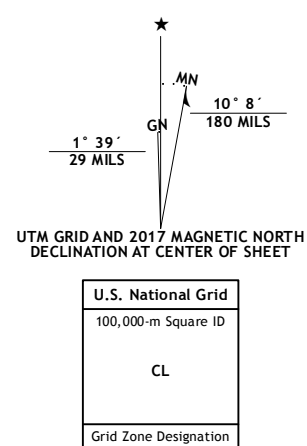 ★
MN
GN
10° 8´
180 MILS
1° 39´
29 MILS
UTM GRID AND 2017 MAGNETIC NORTH
DECLINATION AT CENTER OF SHEET
U.S. National Grid
100,000-m Square ID
CL
Grid Zone Designation